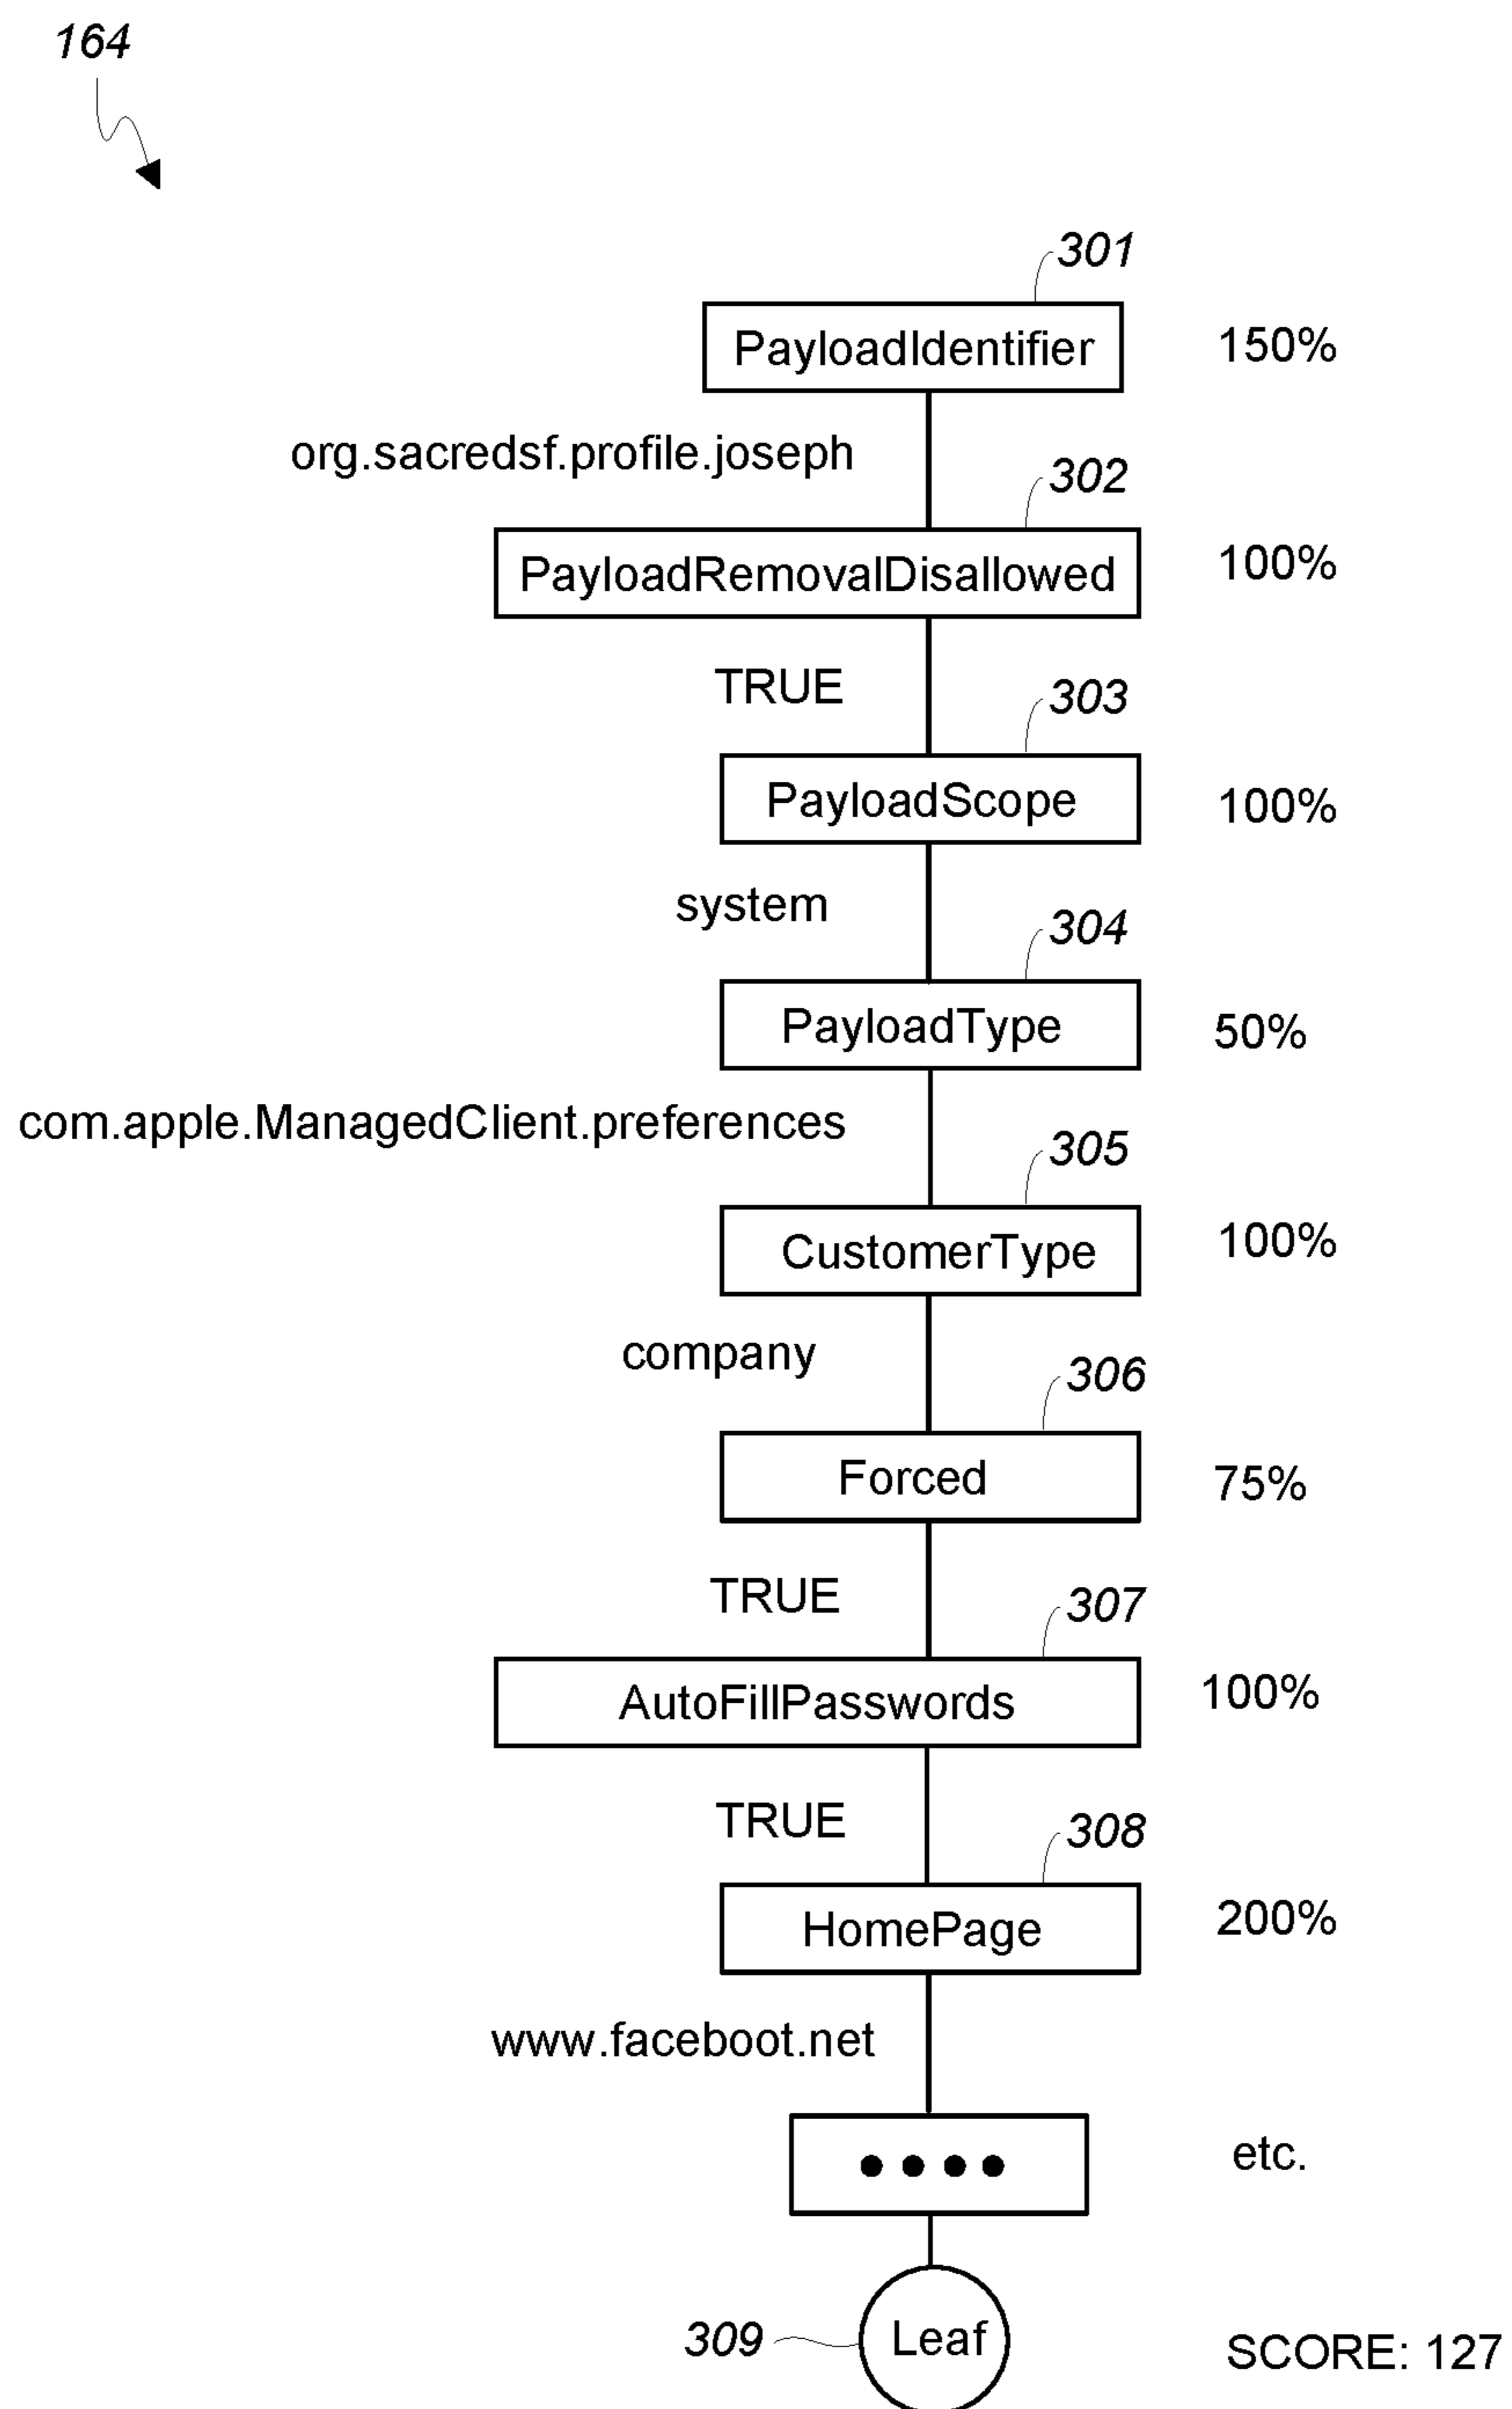 164
301
PayloadIdentifier 150%
org.sacredsf.profile.joseph
302
PayloadRemovalDisallowed 100%
TRUE
303
PayloadScope 100%
system
304
PayloadType 50%
com.apple.ManagedClient.preferences
305
CustomerType 100%
company
306
Forced 75%
TRUE
307
AutoFillPasswords 100%
TRUE
308
HomePage 200%
www.faceboot.net
etc.
309 Leaf SCORE: 127